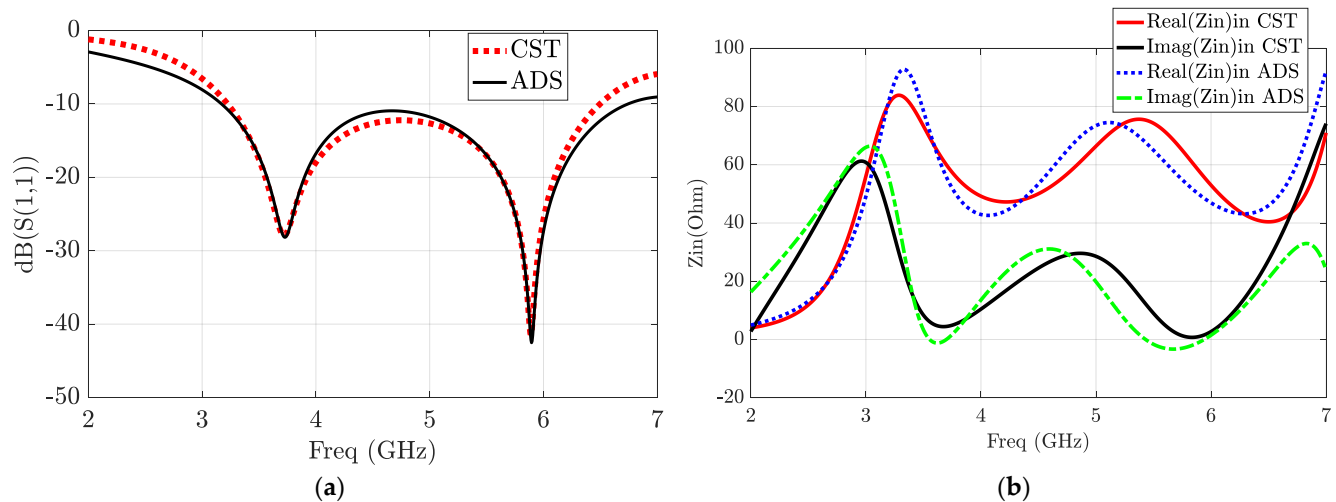 0
-10
-20
-30
-40
-50
dB(S(1,1))
CST
ADS
2 3 4 5 6 7
Freq (GHz)
(a)
100
80
60
40
20
0
-20
Zin(Ohm)
Real(Zin)in CST
Imag(Zin)in CST
Real(Zin)in ADS
Imag(Zin)in ADS
2 3 4 5 6 7
Freq (GHz)
(b)